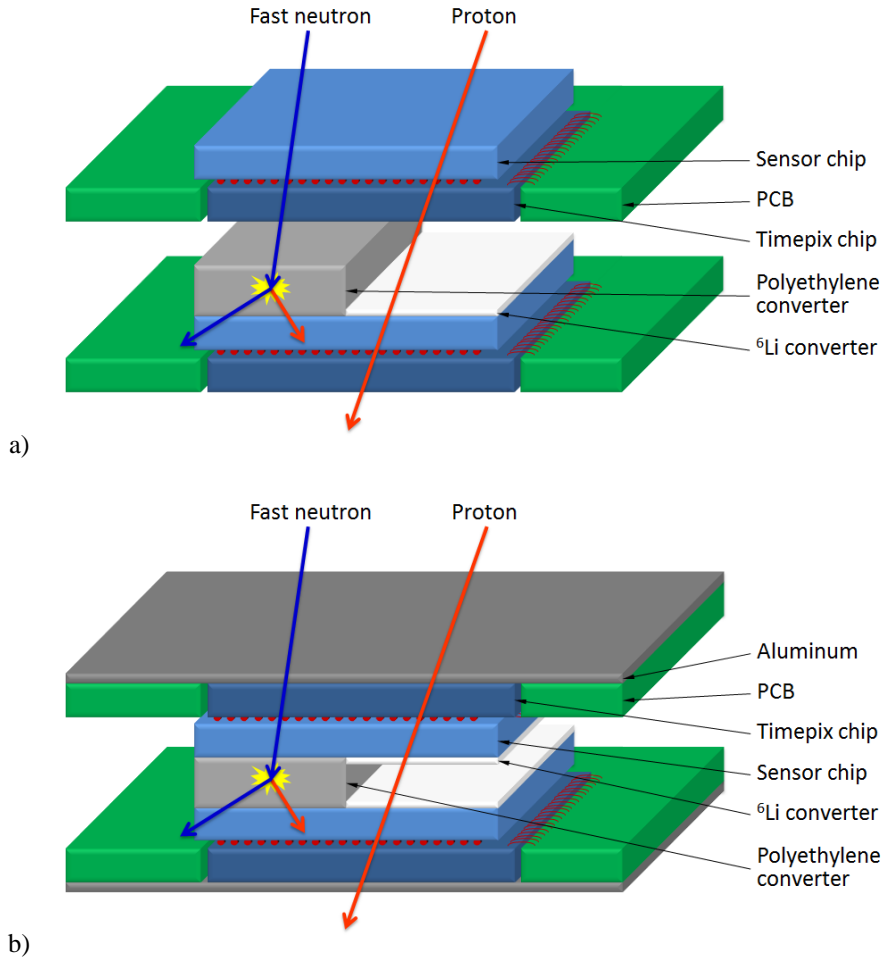 Fast neutron
Proton
Sensor chip
PCB
Timepix chip
Polyethylene
converter
⁶Li converter
a)
Fast neutron
Proton
Aluminum
PCB
Timepix chip
Sensor chip
⁶Li converter
Polyethylene
converter
b)